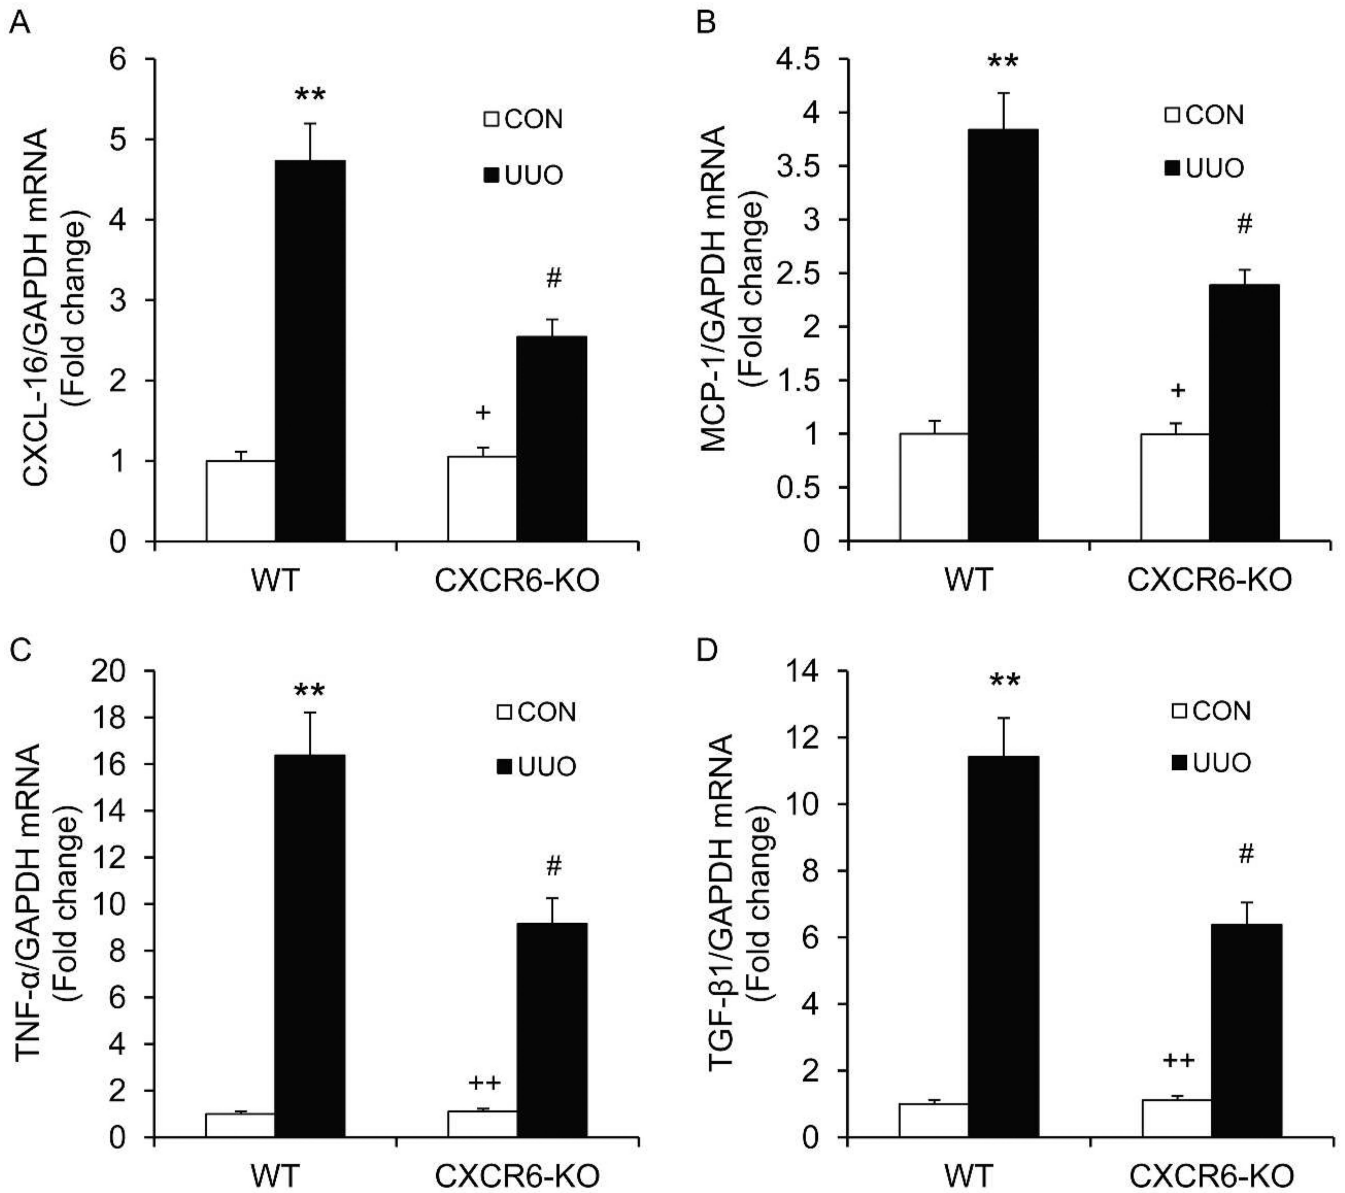 A
CXCL-16/GAPDH mRNA
(Fold change)
6
5
4
3
2
1
0
**
+
#
CON
UUO
WT CXCR6-KO
B
MCP-1/GAPDH mRNA
(Fold change)
4.5
4
3.5
3
2.5
2
1.5
1
0.5
0
**
+
#
CON
UUO
WT CXCR6-KO
C
TNF-α/GAPDH mRNA
(Fold change)
20
18
16
14
12
10
8
6
4
2
0
**
++
#
CON
UUO
WT CXCR6-KO
D
TGF-β1/GAPDH mRNA
(Fold change)
14
12
10
8
6
4
2
0
**
++
#
CON
UUO
WT CXCR6-KO